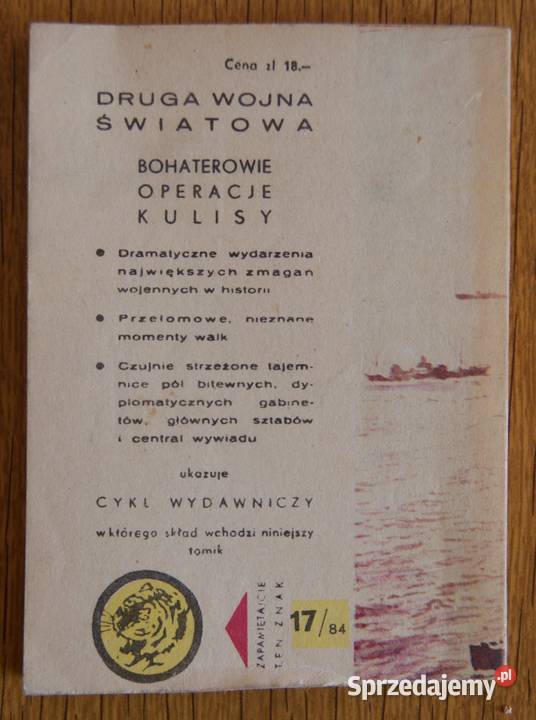 Cena zł 18,–
DRUGA WOJNA
ŚWIATOWA
BOHATEROWIE
OPERACJE
KULISY
● Dramatyczne wydarzenia
największych zmagań
wojennych w historii
● Przełomowe, nieznane
momenty walk
● Czujnie strzeżone tajem-
nice pól bitewnych, dy-
plomatycznych gabine-
tów, głównych sztabów
i central wywiadu
ukazuje
CYKL WYDAWNICZY
w którego skład wchodzi niniejszy
tomik
ZAPAMIĘTAJCIE
TEN ZNAK
17/84
Sprzedajemy.pl